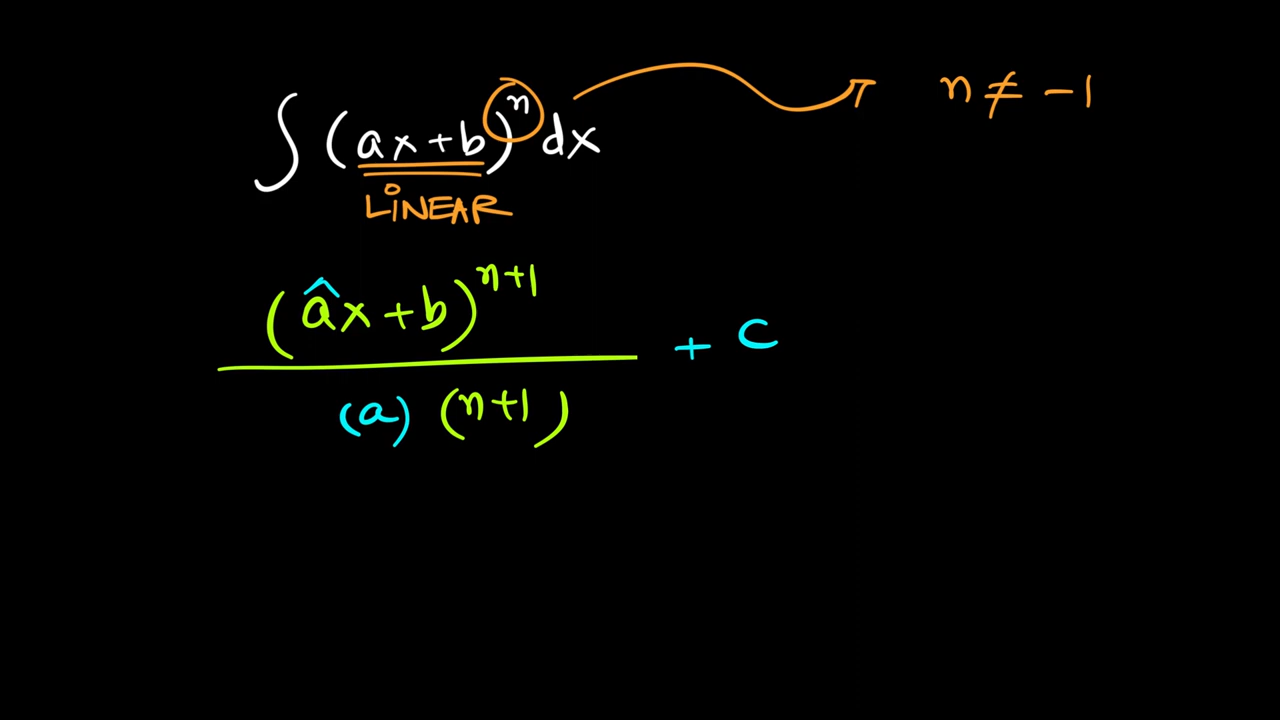 ∫ (ax+b)^n dx n ≠ -1
LiNEAR
(ax+b)^{n+1}
/ (a) (n+1) + C